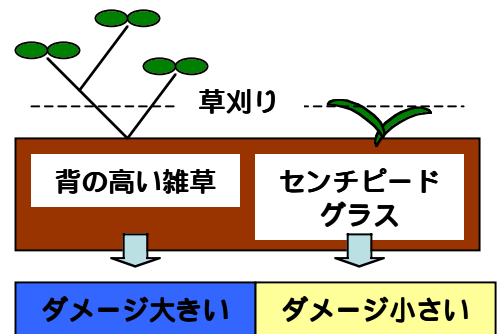 草刈り
背の高い雑草
センチピード
グラス
ダメージ大きい
ダメージ小さい